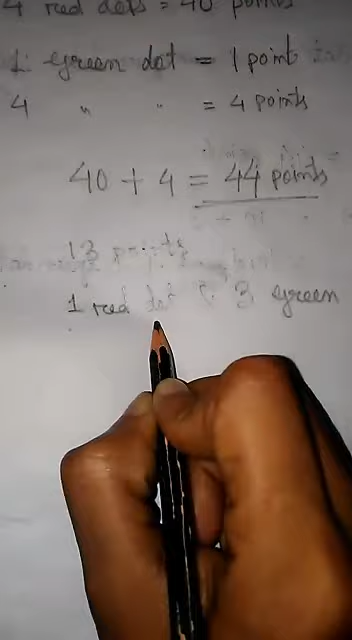 4 red dots = 40 points
1 green dot = 1 point
4 " " = 4 points
40 + 4 = 44 points
13 points
1 red dot & 3 green